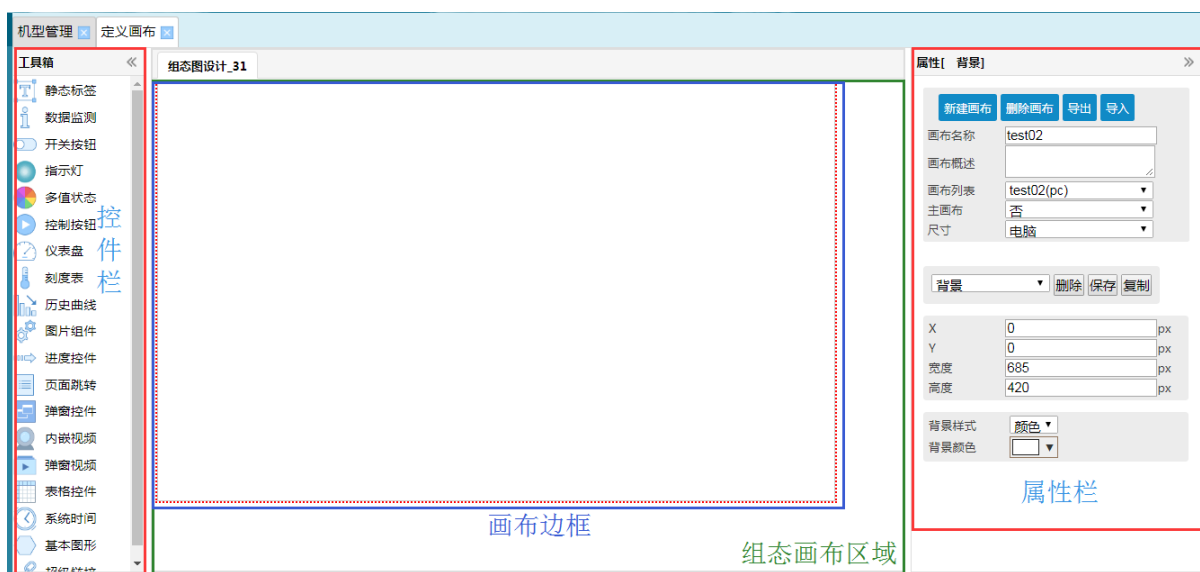 机型管理 定义画布
工具箱
静态标签
数据监测
开关按钮
指示灯
多值状态
控制按钮
仪表盘
刻度表
历史曲线
图片组件
进度控件
页面跳转
弹窗控件
内嵌视频
弹窗视频
表格控件
系统时间
基本图形
超级链接
控件栏
组态图设计_31
画布边框
组态画布区域
属性[ 背景]
新建画布 删除画布 导出 导入
画布名称 test02
画布概述
画布列表 test02(pc)
主画布 否
尺寸 电脑
背景 删除 保存 复制
X 0 px
Y 0 px
宽度 685 px
高度 420 px
背景样式 颜色
背景颜色
属性栏